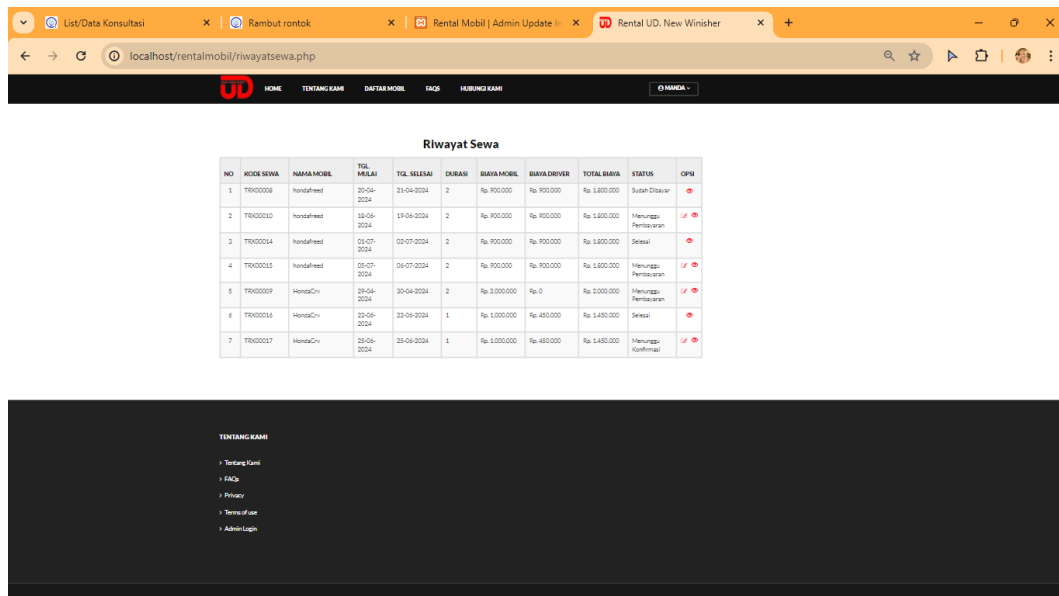 List/Data Konsultasi
Rambut rontok
Rental Mobil | Admin Update Im
Rental UD. New Winisher
localhost/rentalmobil/riwayatsewa.php
UD HOME TENTANG KAMI DAFTAR MOBIL FAQS HUBUNGI KAMI MANDA
Riwayat Sewa
NO KODE SEWA NAMA MOBIL TGL. MULAI TGL. SELESAI DURASI BIAYA MOBIL BIAYA DRIVER TOTAL BIAYA STATUS OPSI
1 TRX00008 hondafreed 20-04-2024 21-04-2024 2 Rp. 900.000 Rp. 900.000 Rp. 1.800.000 Sudah Dibayar
2 TRX00010 hondafreed 18-06-2024 19-06-2024 2 Rp. 900.000 Rp. 900.000 Rp. 1.800.000 Menunggu Pembayaran
3 TRX00014 hondafreed 01-07-2024 02-07-2024 2 Rp. 900.000 Rp. 900.000 Rp. 1.800.000 Selesai
4 TRX00015 hondafreed 05-07-2024 06-07-2024 2 Rp. 900.000 Rp. 900.000 Rp. 1.800.000 Menunggu Pembayaran
5 TRX00009 HondaCrv 29-04-2024 30-04-2024 2 Rp. 2.000.000 Rp. 0 Rp. 2.000.000 Menunggu Pembayaran
6 TRX00016 HondaCrv 22-06-2024 22-06-2024 1 Rp. 1.000.000 Rp. 450.000 Rp. 1.450.000 Selesai
7 TRX00017 HondaCrv 25-06-2024 25-06-2024 1 Rp. 1.000.000 Rp. 450.000 Rp. 1.450.000 Menunggu Konfirmasi
TENTANG KAMI
Tentang Kami
FAQs
Privacy
Terms of use
Admin Login